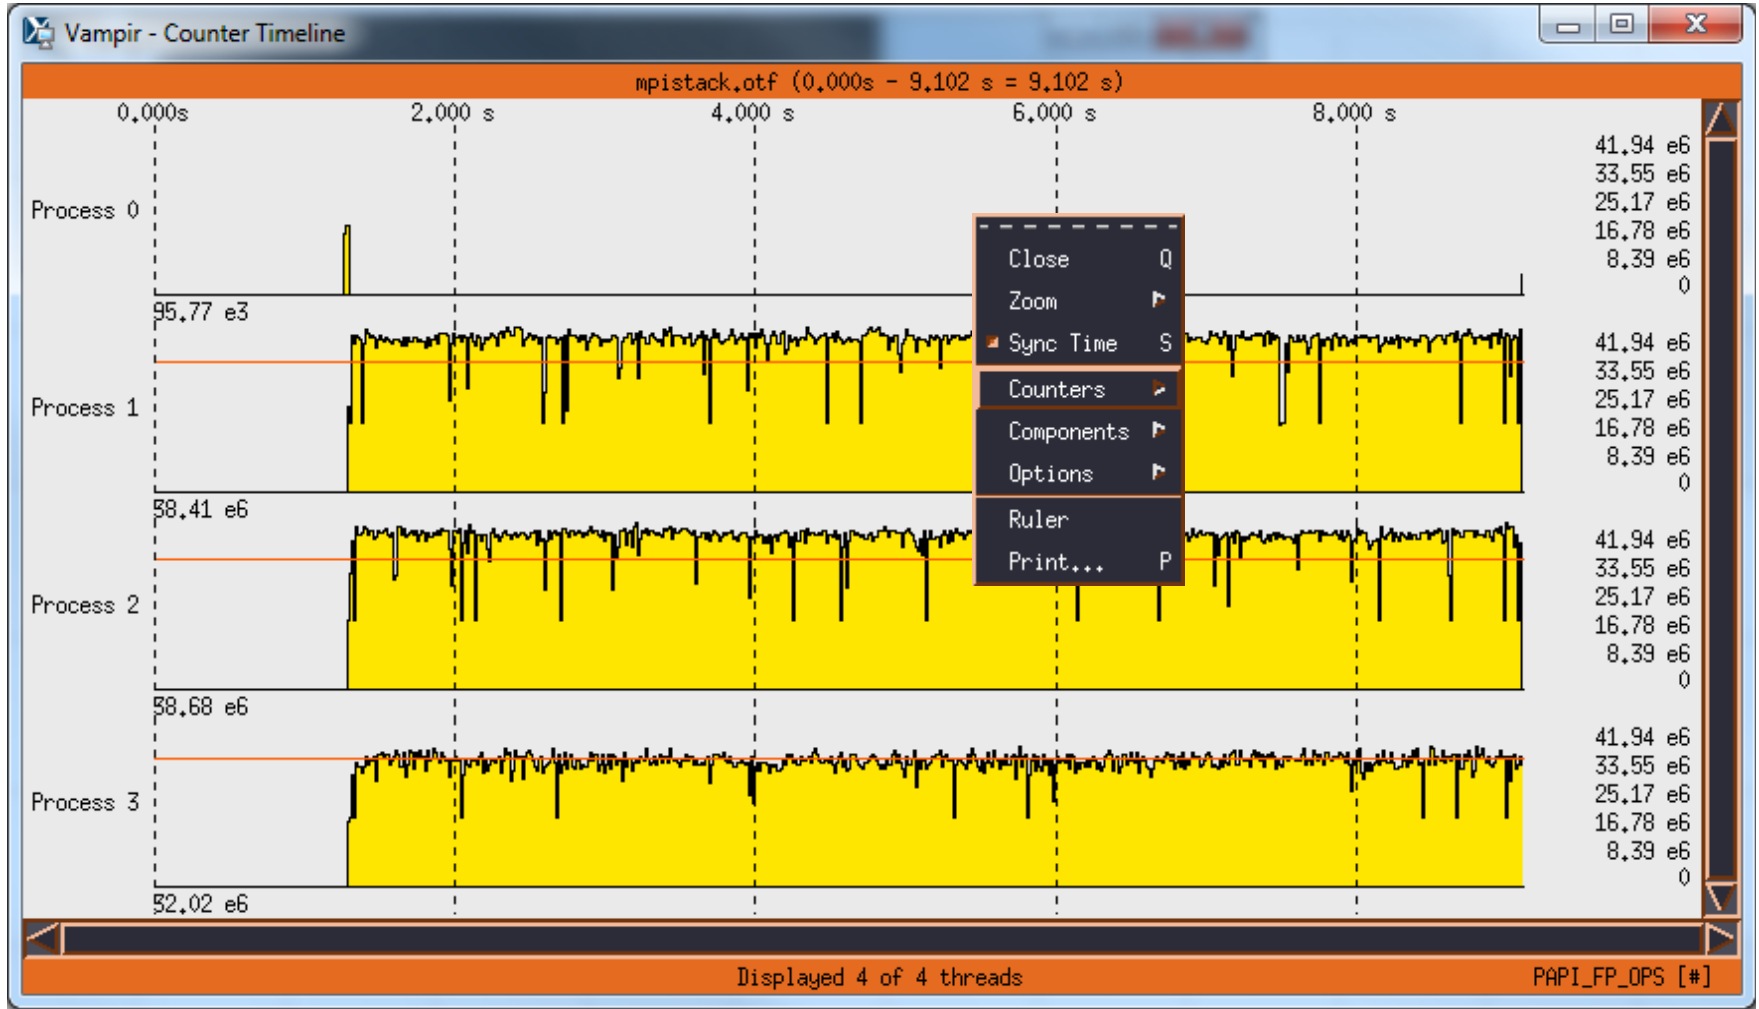 Vampir - Counter Timeline
mpistack.otf (0.000s - 9.102 s = 9.102 s)
0.000s 2.000 s 4.000 s 6.000 s 8.000 s
Process 0
41.94 e6
33.55 e6
25.17 e6
16.78 e6
8.39 e6
0
95.77 e3
Process 1
41.94 e6
33.55 e6
25.17 e6
16.78 e6
8.39 e6
0
38.41 e6
Process 2
41.94 e6
33.55 e6
25.17 e6
16.78 e6
8.39 e6
0
38.68 e6
Process 3
41.94 e6
33.55 e6
25.17 e6
16.78 e6
8.39 e6
0
32.02 e6
Close Q
Zoom
Sync Time S
Counters
Components
Options
Ruler
Print... P
Displayed 4 of 4 threads
PAPI_FP_OPS [#]